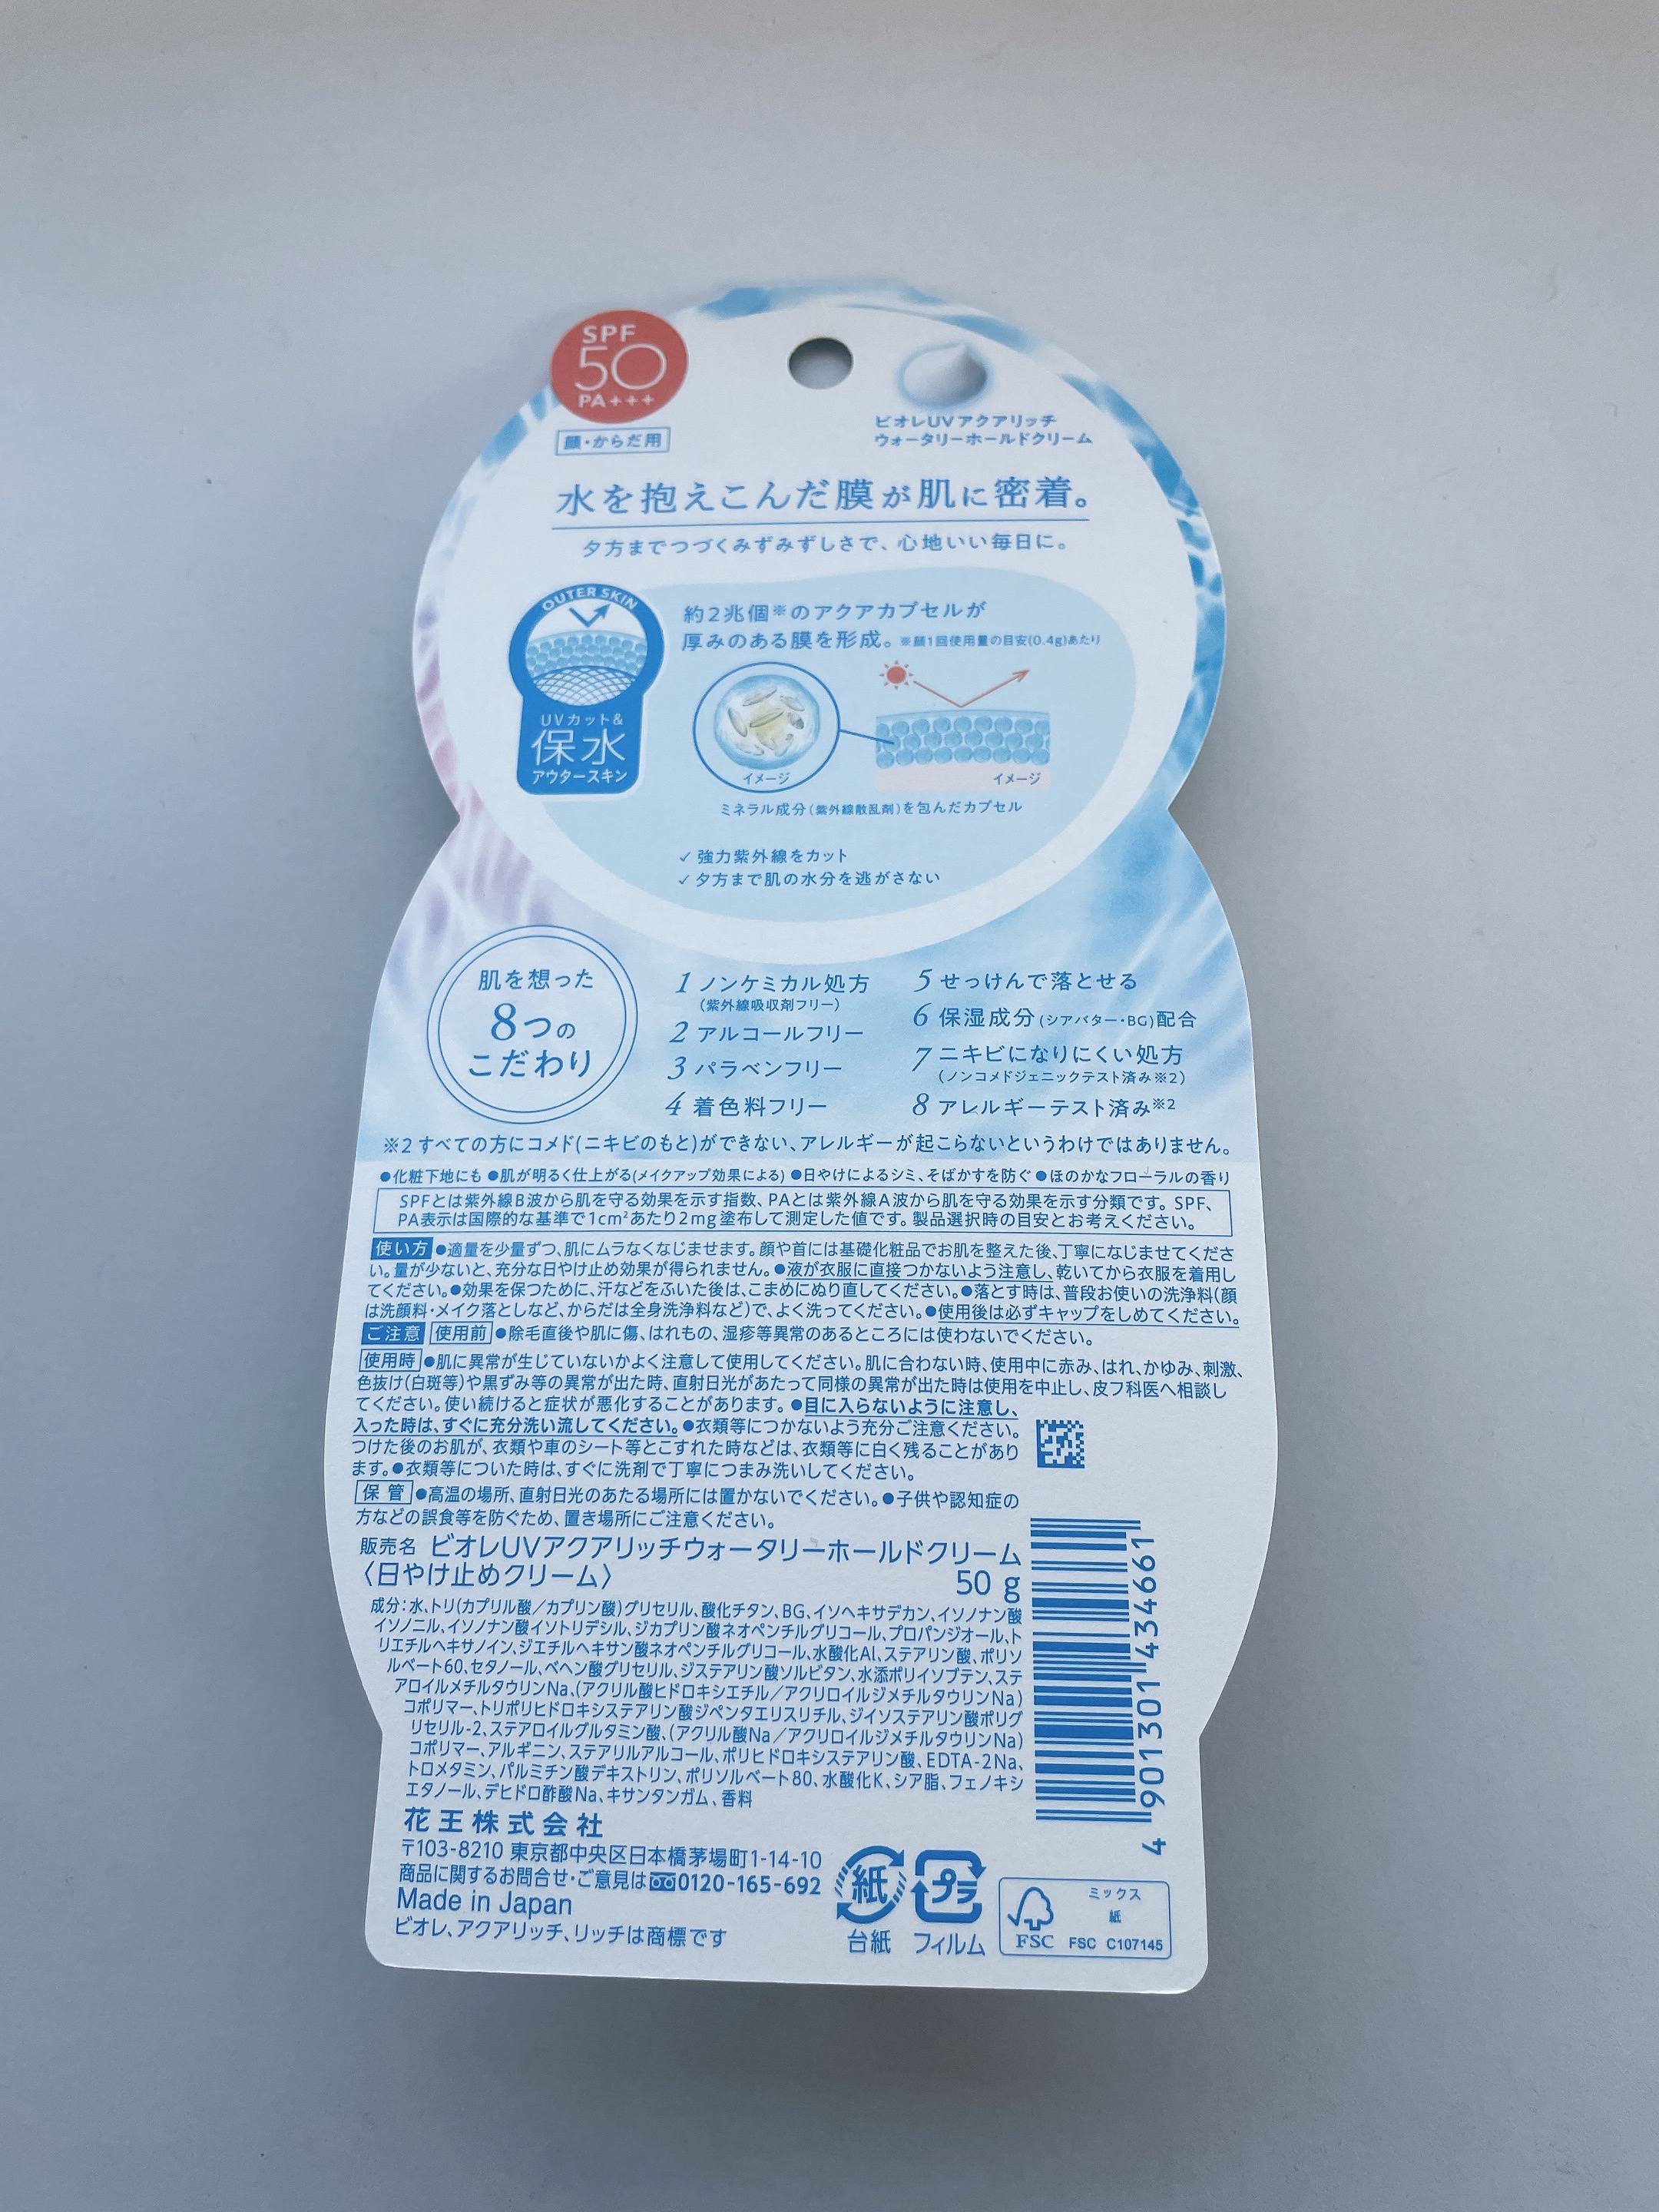 SPF
50
PA+++
顔・からだ用
ビオレUVアクアリッチ
ウォータリーホールドクリーム
水を抱えこんだ膜が肌に密着。
夕方までつづくみずみずしさで、心地いい毎日に。
OUTER SKIN
UVカット&
保水
アウタースキン
約2兆個※のアクアカプセルが
厚みのある膜を形成。※顔1回使用量の目安(0.4g)あたり
イメージ
イメージ
ミネラル成分(紫外線散乱剤)を包んだカプセル
✓強力紫外線をカット
✓夕方まで肌の水分を逃がさない
肌を想った
8つの
こだわり
1 ノンケミカル処方
(紫外線吸収剤フリー)
2 アルコールフリー
3 パラベンフリー
4 着色料フリー
5 せっけんで落とせる
6 保湿成分(シアバター・BG)配合
7 ニキビになりにくい処方
(ノンコメドジェニックテスト済み※2)
8 アレルギーテスト済み※2
※2 すべての方にコメド(ニキビのもと)ができない、アレルギーが起こらないというわけではありません。
●化粧下地にも ●肌が明るく仕上がる(メイクアップ効果による) ●日やけによるシミ、そばかすを防ぐ ●ほのかなフローラルの香り
SPFとは紫外線B波から肌を守る効果を示す指数、PAとは紫外線A波から肌を守る効果を示す分類です。SPF、
PA表示は国際的な基準で1cm²あたり2mg塗布して測定した値です。製品選択時の目安とお考えください。
使い方 ●適量を少量ずつ、肌にムラなくなじませます。顔や首には基礎化粧品でお肌を整えた後、丁寧になじませてくださ
い。量が少ないと、充分な日やけ止め効果が得られません。●液が衣服に直接つかないよう注意し、乾いてから衣服を着用し
てください。●効果を保つために、汗などをふいた後は、こまめにぬり直してください。●落とす時は、普段お使いの洗浄料(顔
は洗顔料・メイク落としなど、からだは全身洗浄料など)で、よく洗ってください。●使用後は必ずキャップをしめてください。
ご注意 使用前 ●除毛直後や肌に傷、はれもの、湿疹等異常のあるところには使わないでください。
使用時 ●肌に異常が生じていないかよく注意して使用してください。肌に合わない時、使用中に赤み、はれ、かゆみ、刺激、
色抜け(白斑等)や黒ずみ等の異常が出た時、直射日光があたって同様の異常が出た時は使用を中止し、皮フ科医へ相談し
てください。使い続けると症状が悪化することがあります。●目に入らないように注意し、
入った時は、すぐに充分洗い流してください。●衣類等につかないよう充分ご注意ください。
つけた後のお肌が、衣類や車のシート等とこすれた時などは、衣類等に白く残ることがあり
ます。●衣類等についた時は、すぐに洗剤で丁寧につまみ洗いしてください。
保管 ●高温の場所、直射日光のあたる場所には置かないでください。●子供や認知症の
方などの誤食等を防ぐため、置き場所にご注意ください。
販売名 ビオレUVアクアリッチウォータリーホールドクリーム
〈日やけ止めクリーム〉 50 g
成分:水、トリ(カプリル酸/カプリン酸)グリセリル、酸化チタン、BG、イソヘキサデカン、イソノナン酸
イソノニル、イソノナン酸イソトリデシル、ジカプリン酸ネオペンチルグリコール、プロパンジオール、ト
リエチルヘキサノイン、ジエチルヘキサン酸ネオペンチルグリコール、水酸化Al、ステアリン酸、ポリソ
ルベート60、セタノール、ベヘン酸グリセリル、ジステアリン酸ソルビタン、水添ポリイソブテン、ステ
アロイルメチルタウリンNa、(アクリル酸ヒドロキシエチル/アクリロイルジメチルタウリンNa)
コポリマー、トリポリヒドロキシステアリン酸ジペンタエリスリチル、ジイソステアリン酸ポリグ
リセリル-2、ステアロイルグルタミン酸、(アクリル酸Na/アクリロイルジメチルタウリンNa)
コポリマー、アルギニン、ステアリルアルコール、ポリヒドロキシステアリン酸、EDTA-2Na、
トロメタミン、パルミチン酸デキストリン、ポリソルベート80、水酸化K、シア脂、フェノキシ
エタノール、デヒドロ酢酸Na、キサンタンガム、香料
4 901301 434661
花王株式会社
〒103-8210 東京都中央区日本橋茅場町1-14-10
商品に関するお問合せ・ご意見は0120-165-692
Made in Japan
ビオレ、アクアリッチ、リッチは商標です
紙
台紙
プラ
フィルム
FSC
ミックス
紙
FSC C107145